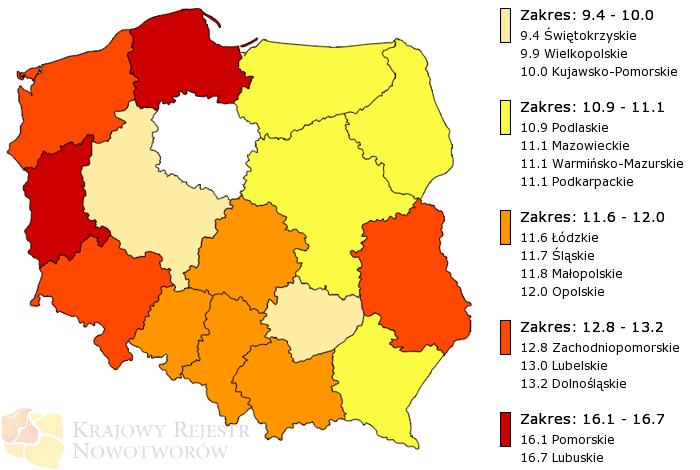 Zakres: 9.4 - 10.0
9.4 Świętokrzyskie
9.9 Wielkopolskie
10.0 Kujawsko-Pomorskie
Zakres: 10.9 - 11.1
10.9 Podlaskie
11.1 Mazowieckie
11.1 Warmińsko-Mazurskie
11.1 Podkarpackie
Zakres: 11.6 - 12.0
11.6 Łódzkie
11.7 Śląskie
11.8 Małopolskie
12.0 Opolskie
Zakres: 12.8 - 13.2
12.8 Zachodniopomorskie
13.0 Lubelskie
13.2 Dolnośląskie
Zakres: 16.1 - 16.7
16.1 Pomorskie
16.7 Lubuskie
Krajowy Rejestr
Nowotworów